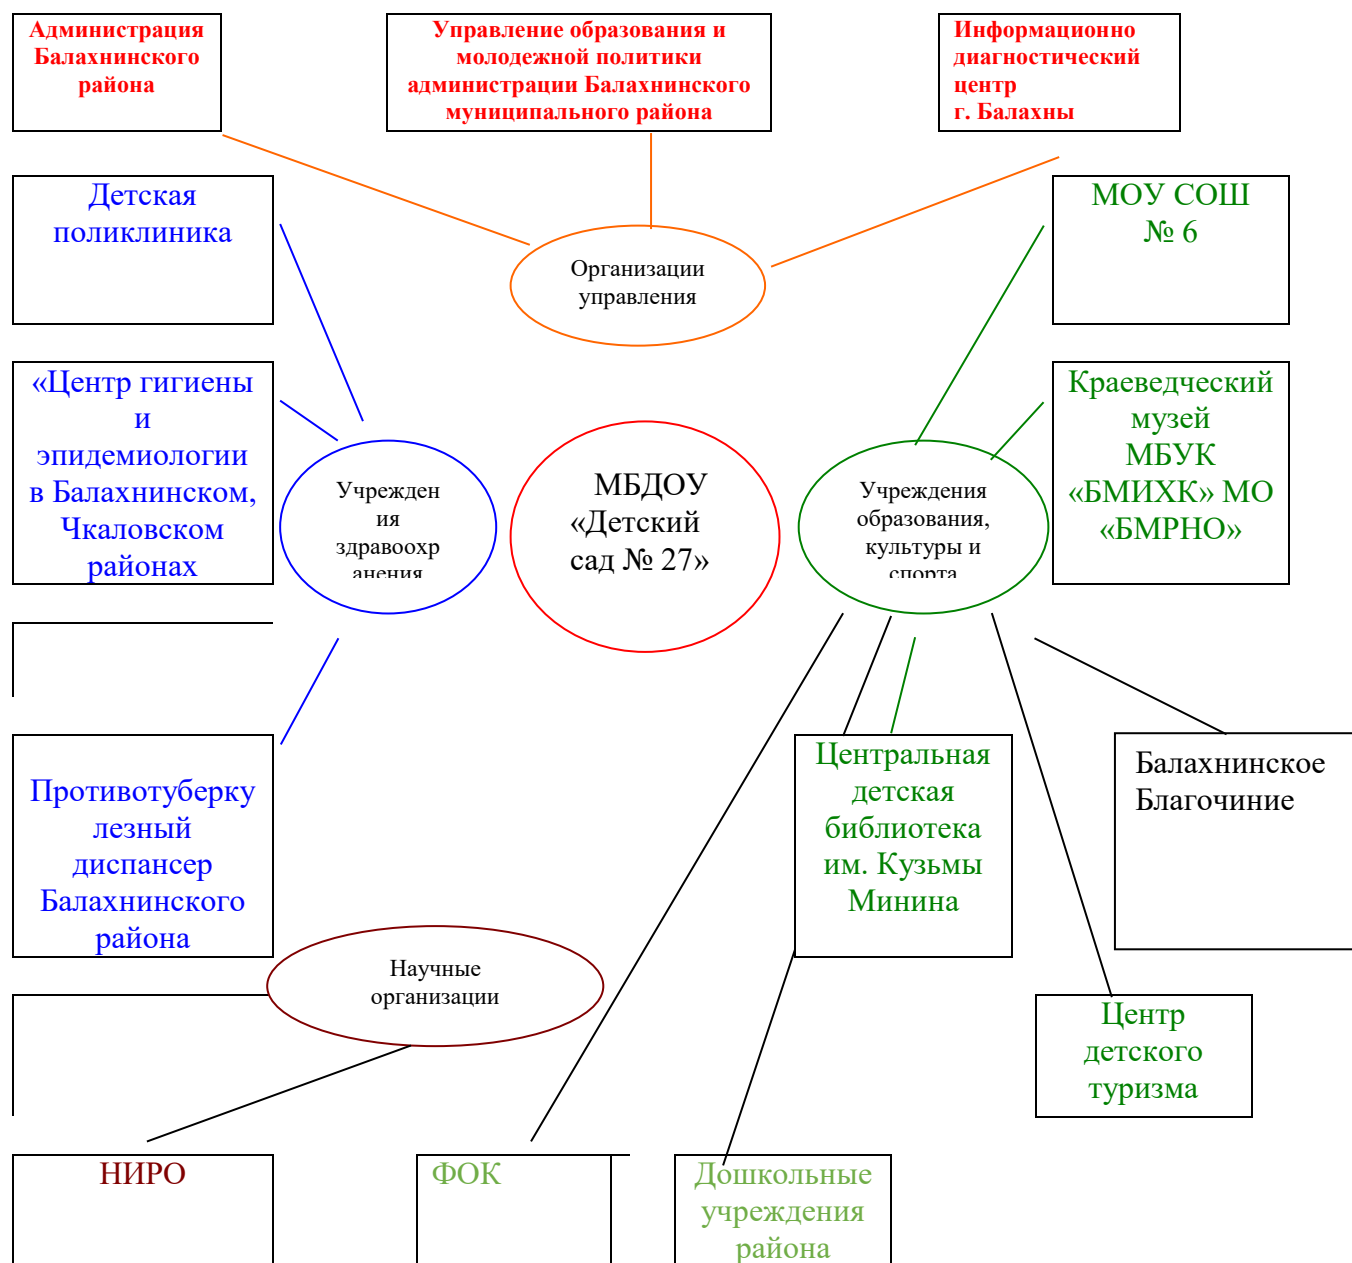 Администрация
Балахнинского
района
Управление образования и
молодежной политики
администрации Балахнинского
муниципального района
Информационно
диагностический
центр
г. Балахны
Детская
поликлиника
Организации
управления
МОУ СОШ
№ 6
«Центр гигиены
и
эпидемиологии
в Балахнинском,
Чкаловском
районах
Учрежден
ия
здравоохр
анения
МБДОУ
«Детский
сад № 27»
Учреждения
образования,
культуры и
спорта
Краеведческий
музей
МБУК
«БМИХК» МО
«БМРНО»
Противотуберку
лезный
диспансер
Балахнинского
района
Центральная
детская
библиотека
им. Кузьмы
Минина
Балахнинское
Благочиние
Научные
организации
Центр
детского
туризма
НИРО
ФОК
Дошкольные
учреждения
района